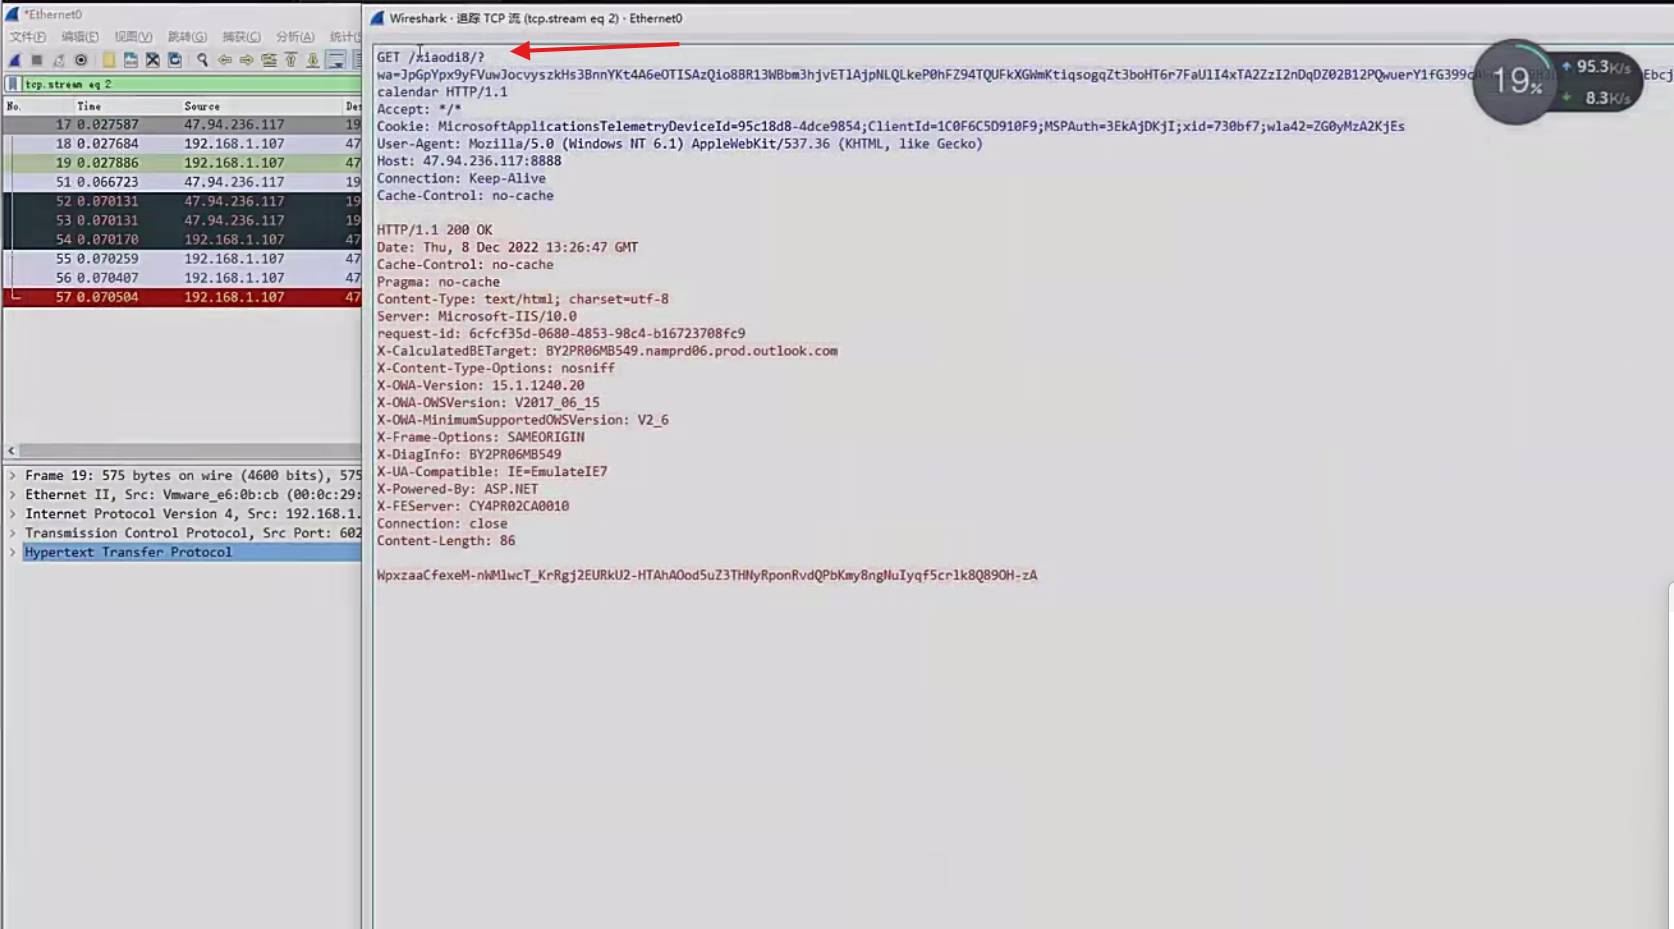 *Ethernet0
文件(F) 编辑(E) 视图(V) 跳转(G) 捕获(C) 分析(A) 统计(S
tcp.stream eq 2
No. Time Source Des
17 0.027587 47.94.236.117 19
18 0.027684 192.168.1.107 47
19 0.027886 192.168.1.107 47
51 0.066723 47.94.236.117 19
52 0.070131 47.94.236.117 19
53 0.070131 47.94.236.117 19
54 0.070170 192.168.1.107 47
55 0.070259 192.168.1.107 47
56 0.070407 192.168.1.107 47
57 0.070504 192.168.1.107 47
Frame 19: 575 bytes on wire (4600 bits), 575
Ethernet II, Src: Vmware_e6:0b:cb (00:0c:29:
Internet Protocol Version 4, Src: 192.168.1.
Transmission Control Protocol, Src Port: 602
Hypertext Transfer Protocol
Wireshark · 追踪 TCP 流 (tcp.stream eq 2) · Ethernet0
GET /xiaodi8/?
calendar HTTP/1.1
Accept: */*
Cookie: MicrosoftApplicationsTelemetryDeviceId=95c18d8-4dce9854;ClientId=1C0F6C5D910F9;MSPAuth=3EkAjDKjI;xid=730bf7;wla42=ZG0yMzA2KjEs
User-Agent: Mozilla/5.0 (Windows NT 6.1) AppleWebKit/537.36 (KHTML, like Gecko)
Host: 47.94.236.117:8888
Connection: Keep-Alive
Cache-Control: no-cache
HTTP/1.1 200 OK
Date: Thu, 8 Dec 2022 13:26:47 GMT
Cache-Control: no-cache
Pragma: no-cache
Content-Type: text/html; charset=utf-8
Server: Microsoft-IIS/10.0
request-id: 6cfcf35d-0680-4853-98c4-b16723708fc9
X-CalculatedBETarget: BY2PR06MB549.namprd06.prod.outlook.com
X-Content-Type-Options: nosniff
X-OWA-Version: 15.1.1240.20
X-OWA-OWSVersion: V2017_06_15
X-OWA-MinimumSupportedOWSVersion: V2_6
X-Frame-Options: SAMEORIGIN
X-DiagInfo: BY2PR06MB549
X-UA-Compatible: IE=EmulateIE7
X-Powered-By: ASP.NET
X-FEServer: CY4PR02CA0010
Connection: close
Content-Length: 86
WpxzaaCfexeM-nWMlwcT_KrRgj2EURkU2-HTAhAOod5uZ3THNyRponRvdQPbKmy8ngNuIyqf5crlk8Q89OH-zA
19%
95.3K/s
8.3K/s